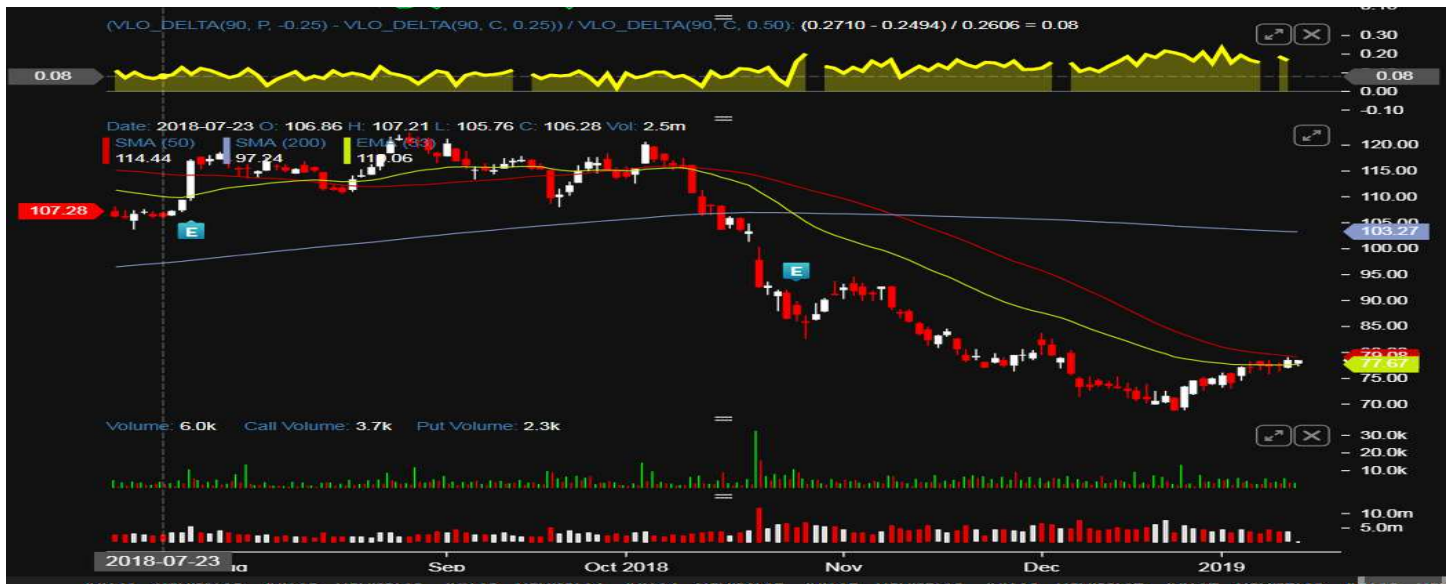 (VLO_DELTA(90, P, -0.25) - VLO_DELTA(90, C, 0.25)) / VLO_DELTA(90, C, 0.50): (0.2710 - 0.2494) / 0.2606 = 0.08
0.30
0.20
0.08
0.08
0.00
-0.10
Date: 2018-07-23 O: 106.86 H: 107.21 L: 105.76 C: 106.28 Vol: 2.5m
SMA (50) SMA (200)
114.44 97.24
120.00
115.00
110.00
107.28
105.00
E
103.27
100.00
E
95.00
90.00
85.00
77.67
75.00
70.00
Volume: 6.0k Call Volume: 3.7k Put Volume: 2.3k
30.0k
20.0k
10.0k
10.0m
5.0m
2018-07-23 Sep Oct 2018 Nov Dec 2019